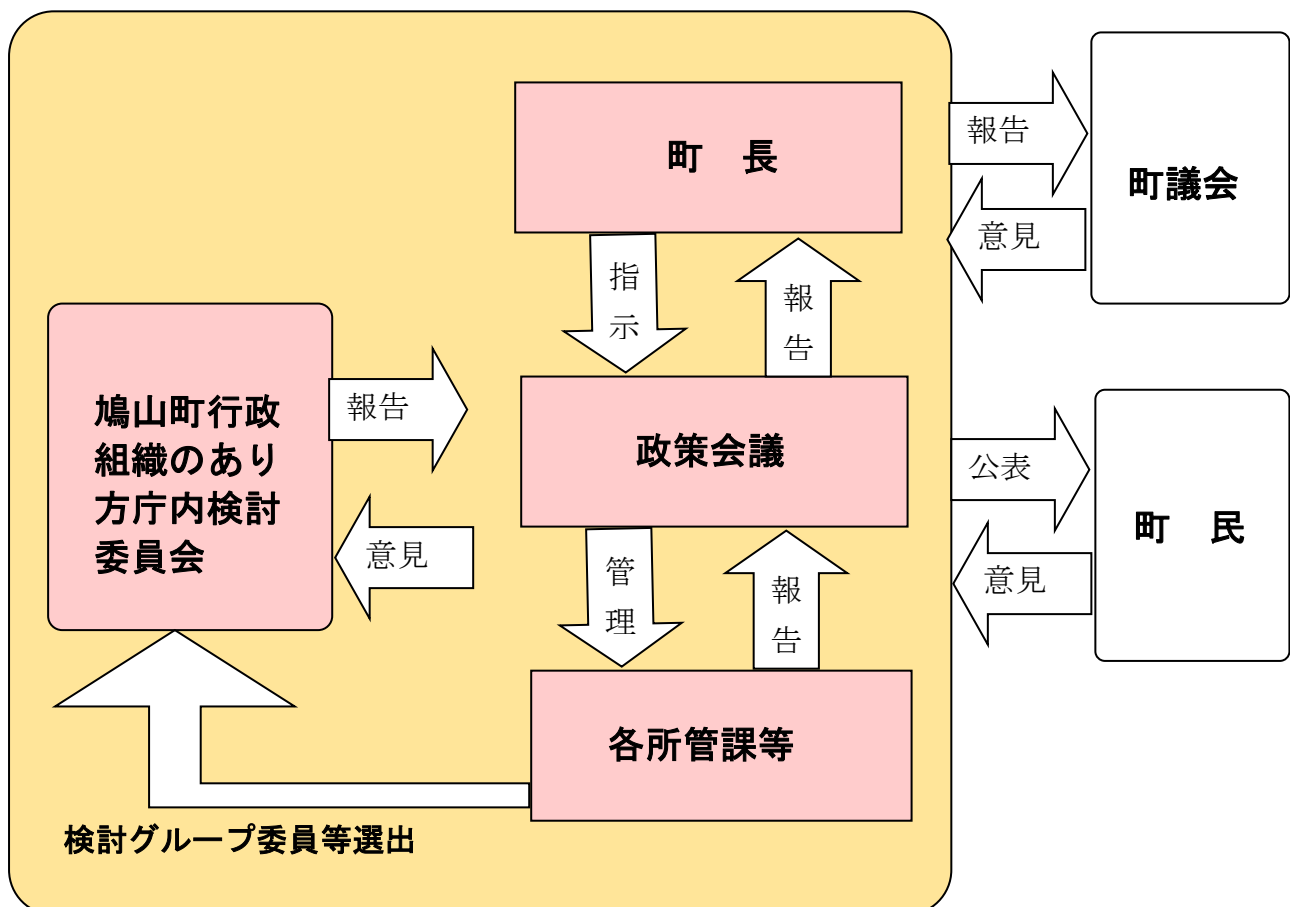 町　長
報告
町議会
意見
指示
報告
鳩山町行政
組織のあり
方庁内検討
委員会
報告
意見
政策会議
公表
町　民
意見
管理
報告
各所管課等
検討グループ委員等選出